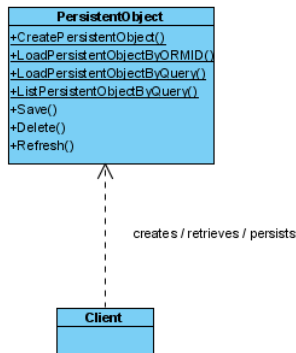 PersistentObject
+CreatePersistentObject()
+LoadPersistentObjectByORMID()
+LoadPersistentObjectByQuery()
+ListPersistentObjectByQuery()
+Save()
+Delete()
+Refresh()
creates / retrieves / persists
Client